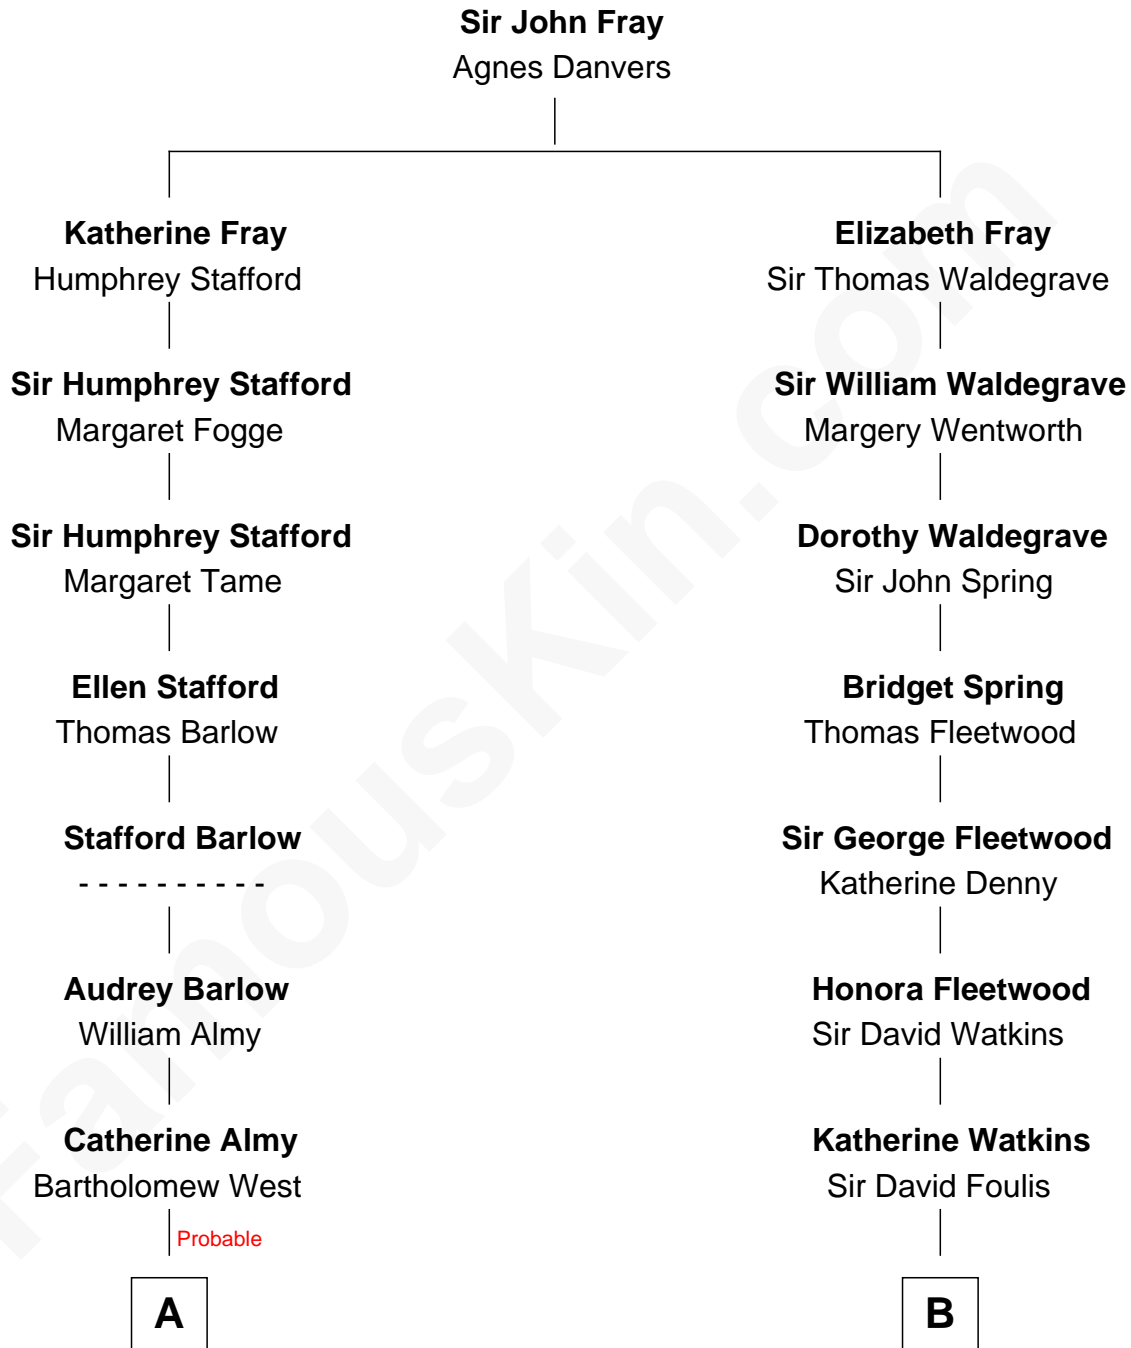 Sir John Fray
Agnes Danvers
Katherine Fray
Humphrey Stafford
Elizabeth Fray
Sir Thomas Waldegrave
Sir Humphrey Stafford
Margaret Fogge
Sir William Waldegrave
Margery Wentworth
Sir Humphrey Stafford
Margaret Tame
Dorothy Waldegrave
Sir John Spring
Ellen Stafford
Thomas Barlow
Bridget Spring
Thomas Fleetwood
Stafford Barlow
- - - - - - - - - -
Sir George Fleetwood
Katherine Denny
Audrey Barlow
William Almy
Honora Fleetwood
Sir David Watkins
Catherine Almy
Bartholomew West
Katherine Watkins
Sir David Foulis
Probable
A
B
FamousKin.com